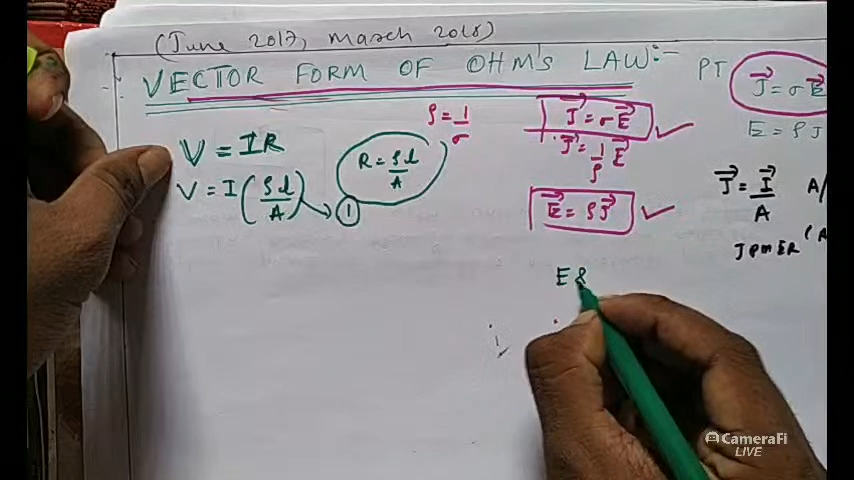 (June 2017, March 2018)
VECTOR FORM OF OHM'S LAW:-
V = IR
V = I (ρl/A) → ①
R = ρl/A
ρ = 1/σ
J⃗ = σE⃗ ✓
J⃗ = 1/ρ E⃗
E⃗ = ρJ⃗ ✓
E &
PT J⃗ = σE⃗
E = ρJ
J⃗ = I⃗/A A/
JPMER
CameraFi
LIVE